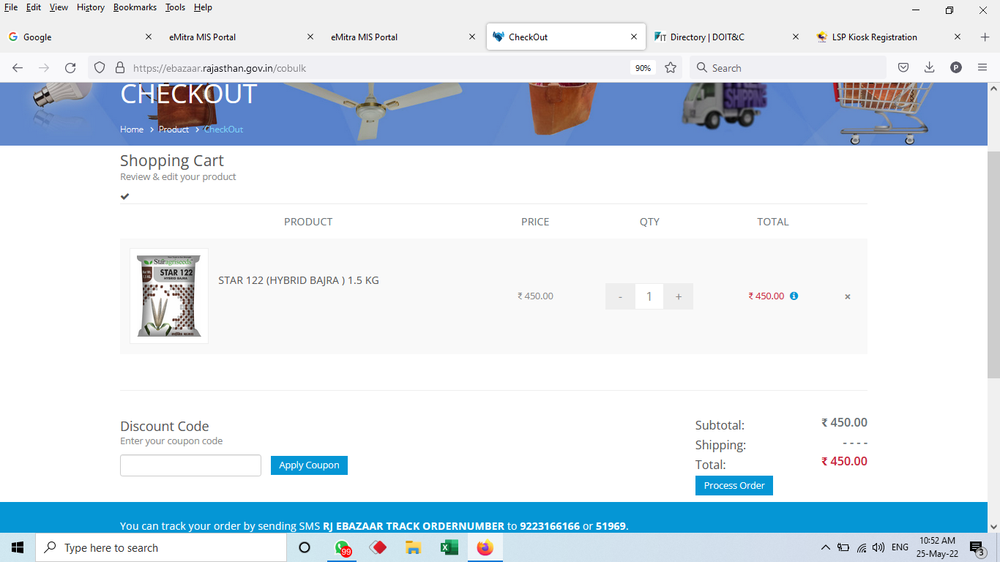 File Edit View History Bookmarks Tools Help
Google eMitra MIS Portal eMitra MIS Portal CheckOut Directory | DOIT&C LSP Kiosk Registration
https://ebazaar.rajasthan.gov.in/cobulk 90% Search P
CHECKOUT
SHIPPING
Home > Product > CheckOut
Shopping Cart
Review & edit your product
PRODUCT PRICE QTY TOTAL
Staragriseeds
STAR 122
HYBRID BAJRA
STAR 122 (HYBRID BAJRA ) 1.5 KG
₹ 450.00 - 1 + ₹ 450.00 ×
Discount Code
Enter your coupon code
Apply Coupon
Subtotal: ₹ 450.00
Shipping: - - - -
Total: ₹ 450.00
Process Order
You can track your order by sending SMS RJ EBAZAAR TRACK ORDERNUMBER to 9223166166 or 51969.
Type here to search 99 ENG 10:52 AM
25-May-22 3